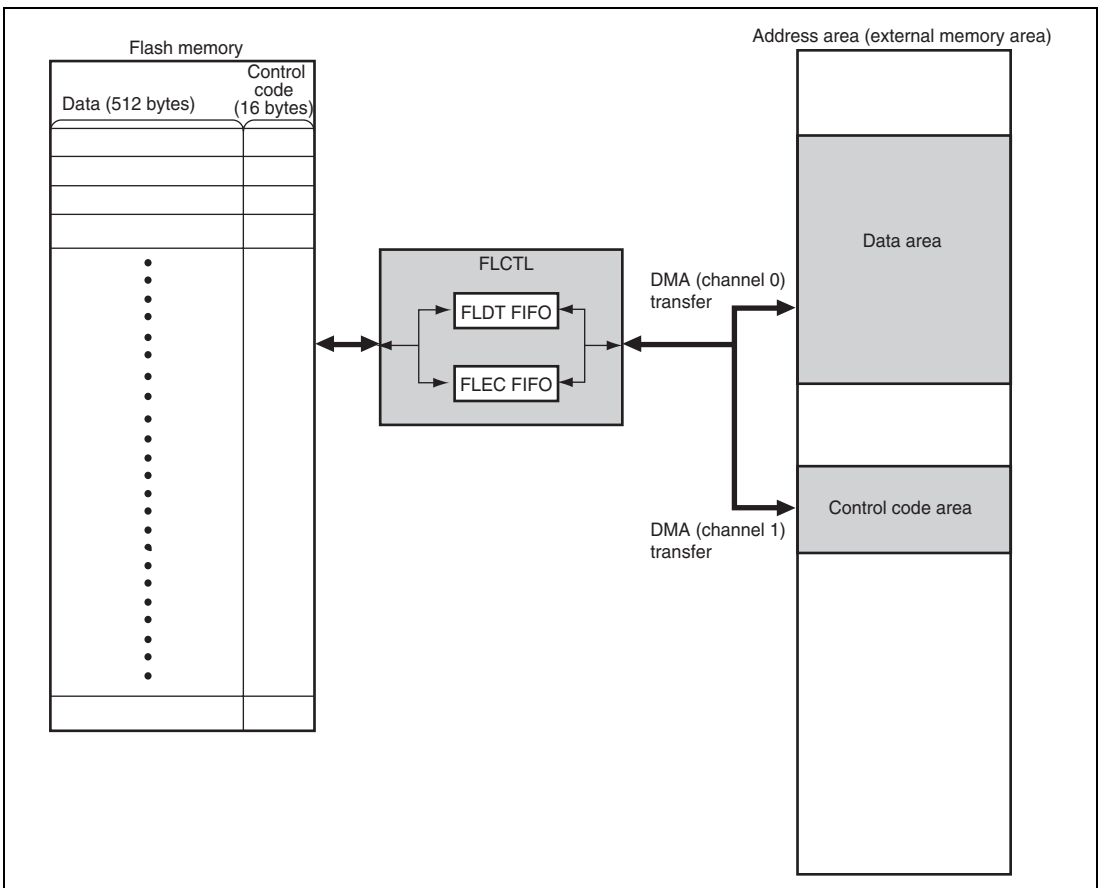 Flash memory
Control
code
(16 bytes)
Data (512 bytes)
FLCTL
FLDT FIFO
FLEC FIFO
DMA (channel 0)
transfer
DMA (channel 1)
transfer
Address area (external memory area)
Data area
Control code area